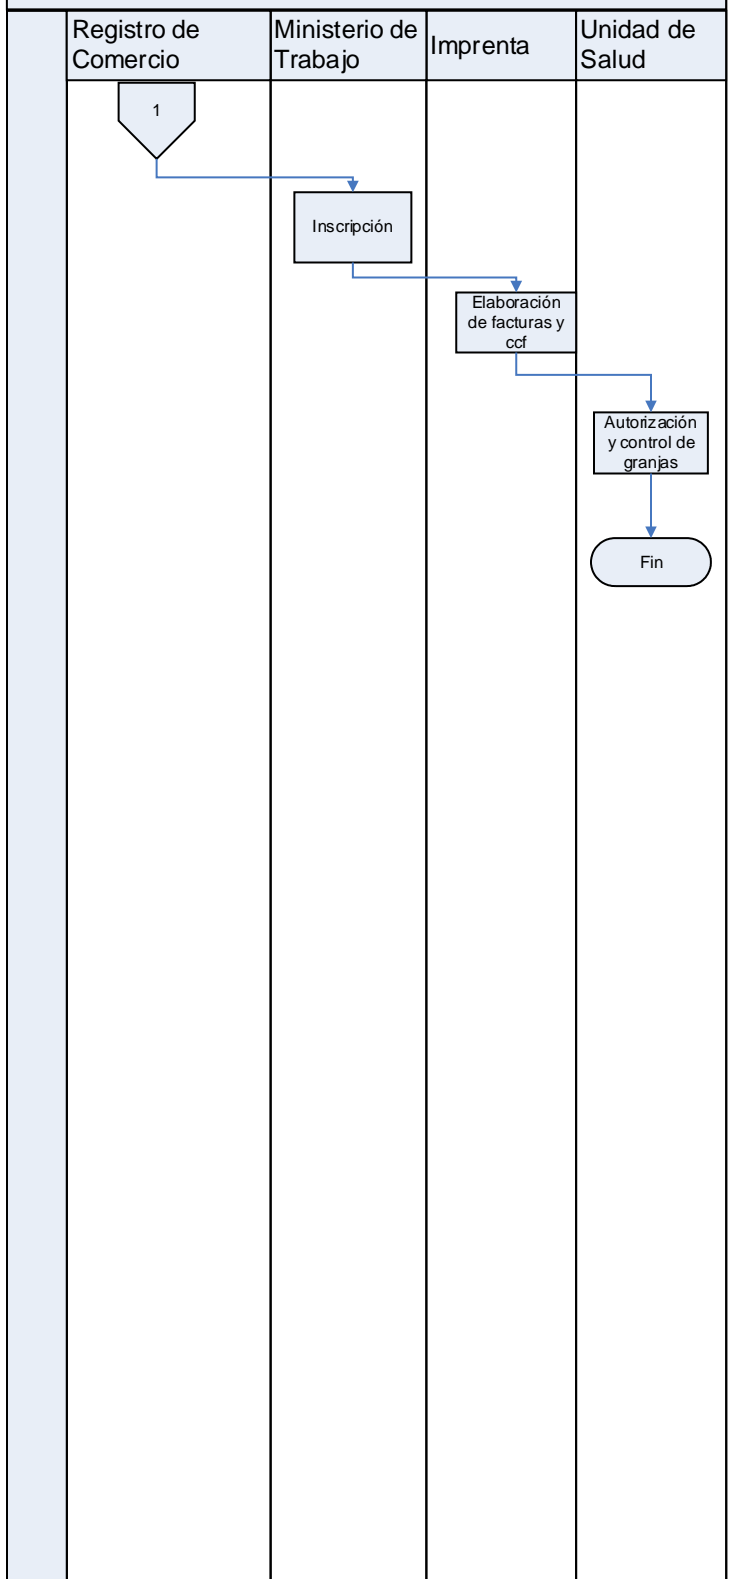 Registro de
Comercio
Ministerio de
Trabajo
Imprenta
Unidad de
Salud
1
Inscripción
Elaboración
de facturas y
ccf
Autorización
y control de
granjas
Fin